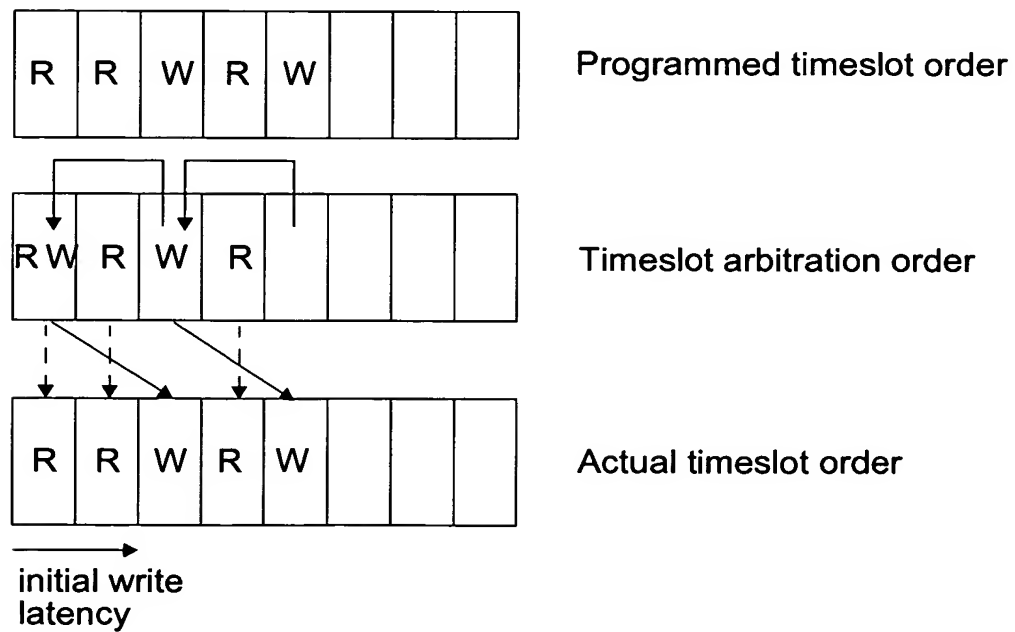 R R W R W Programmed timeslot order
R W R W R Timeslot arbitration order
R R W R W Actual timeslot order
initial write
latency